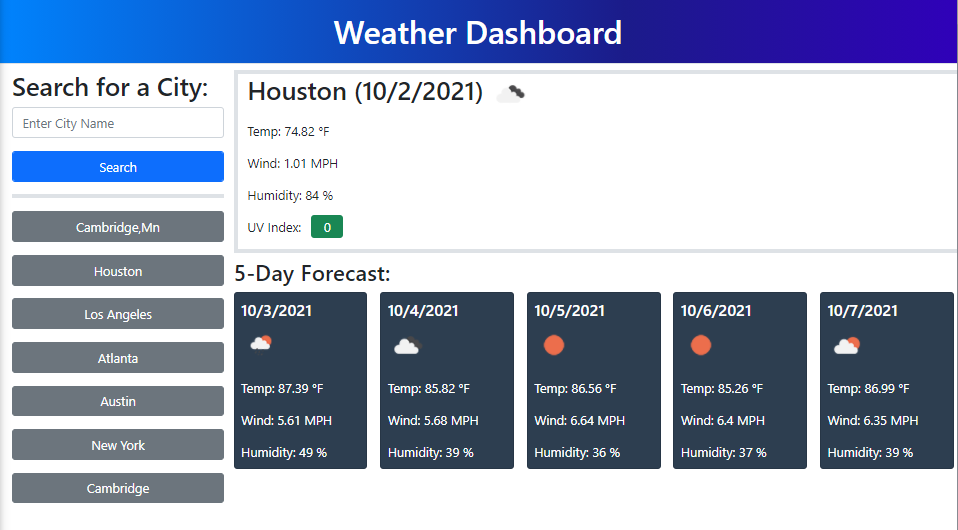 Weather Dashboard
Search for a City:
Enter City Name
Search
Cambridge,Mn
Houston
Los Angeles
Atlanta
Austin
New York
Cambridge
Houston (10/2/2021)
Temp: 74.82 °F
Wind: 1.01 MPH
Humidity: 84 %
UV Index: 0
5-Day Forecast:
10/3/2021
Temp: 87.39 °F
Wind: 5.61 MPH
Humidity: 49 %
10/4/2021
Temp: 85.82 °F
Wind: 5.68 MPH
Humidity: 39 %
10/5/2021
Temp: 86.56 °F
Wind: 6.64 MPH
Humidity: 36 %
10/6/2021
Temp: 85.26 °F
Wind: 6.4 MPH
Humidity: 37 %
10/7/2021
Temp: 86.99 °F
Wind: 6.35 MPH
Humidity: 39 %